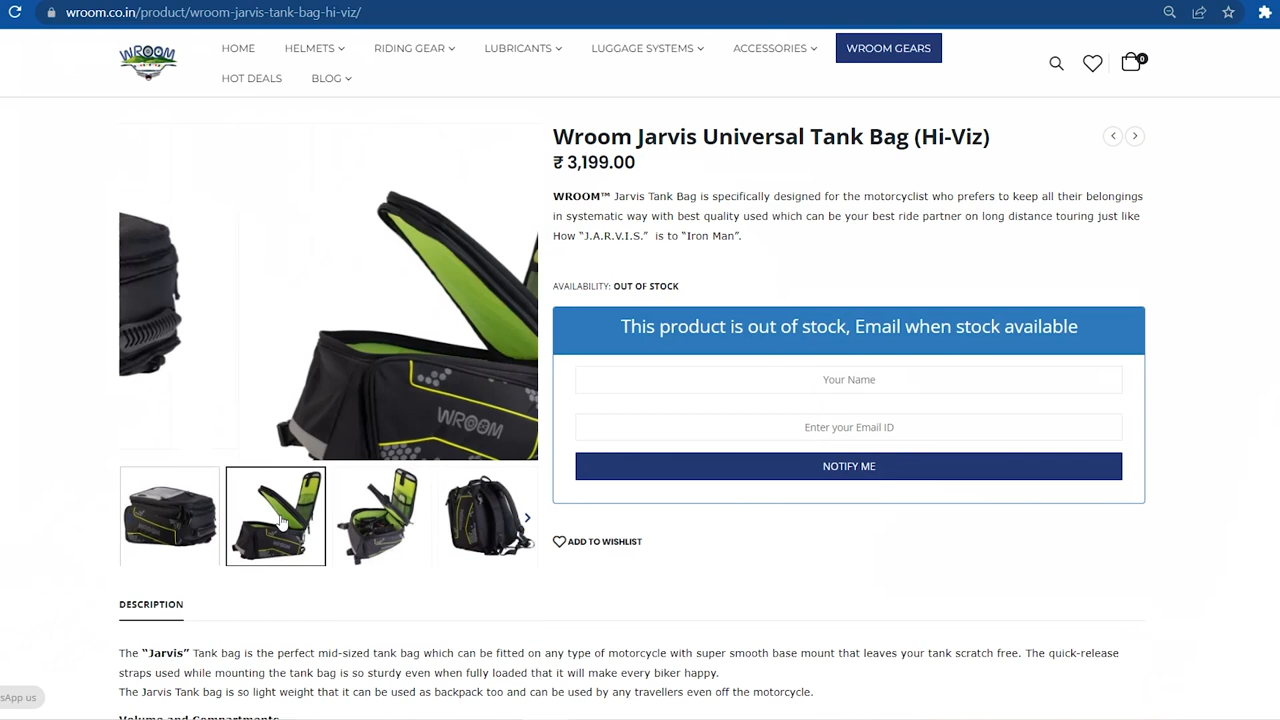 wroom.co.in/product/wroom-jarvis-tank-bag-hi-viz/
WROOM
HOME
HELMETS
RIDING GEAR
LUBRICANTS
LUGGAGE SYSTEMS
ACCESSORIES
WROOM GEARS
HOT DEALS
BLOG
0
Wroom Jarvis Universal Tank Bag (Hi-Viz)
₹ 3,199.00
WROOM™ Jarvis Tank Bag is specifically designed for the motorcyclist who prefers to keep all their belongings
in systematic way with best quality used which can be your best ride partner on long distance touring just like
How “J.A.R.V.I.S.” is to “Iron Man”.
AVAILABILITY: OUT OF STOCK
This product is out of stock, Email when stock available
Your Name
Enter your Email ID
NOTIFY ME
ADD TO WISHLIST
WROOM
DESCRIPTION
The “Jarvis” Tank bag is the perfect mid-sized tank bag which can be fitted on any type of motorcycle with super smooth base mount that leaves your tank scratch free. The quick-release
straps used while mounting the tank bag is so sturdy even when fully loaded that it will make every biker happy.
The Jarvis Tank bag is so light weight that it can be used as backpack too and can be used by any travellers even off the motorcycle.
sApp us
Volume and Compartments